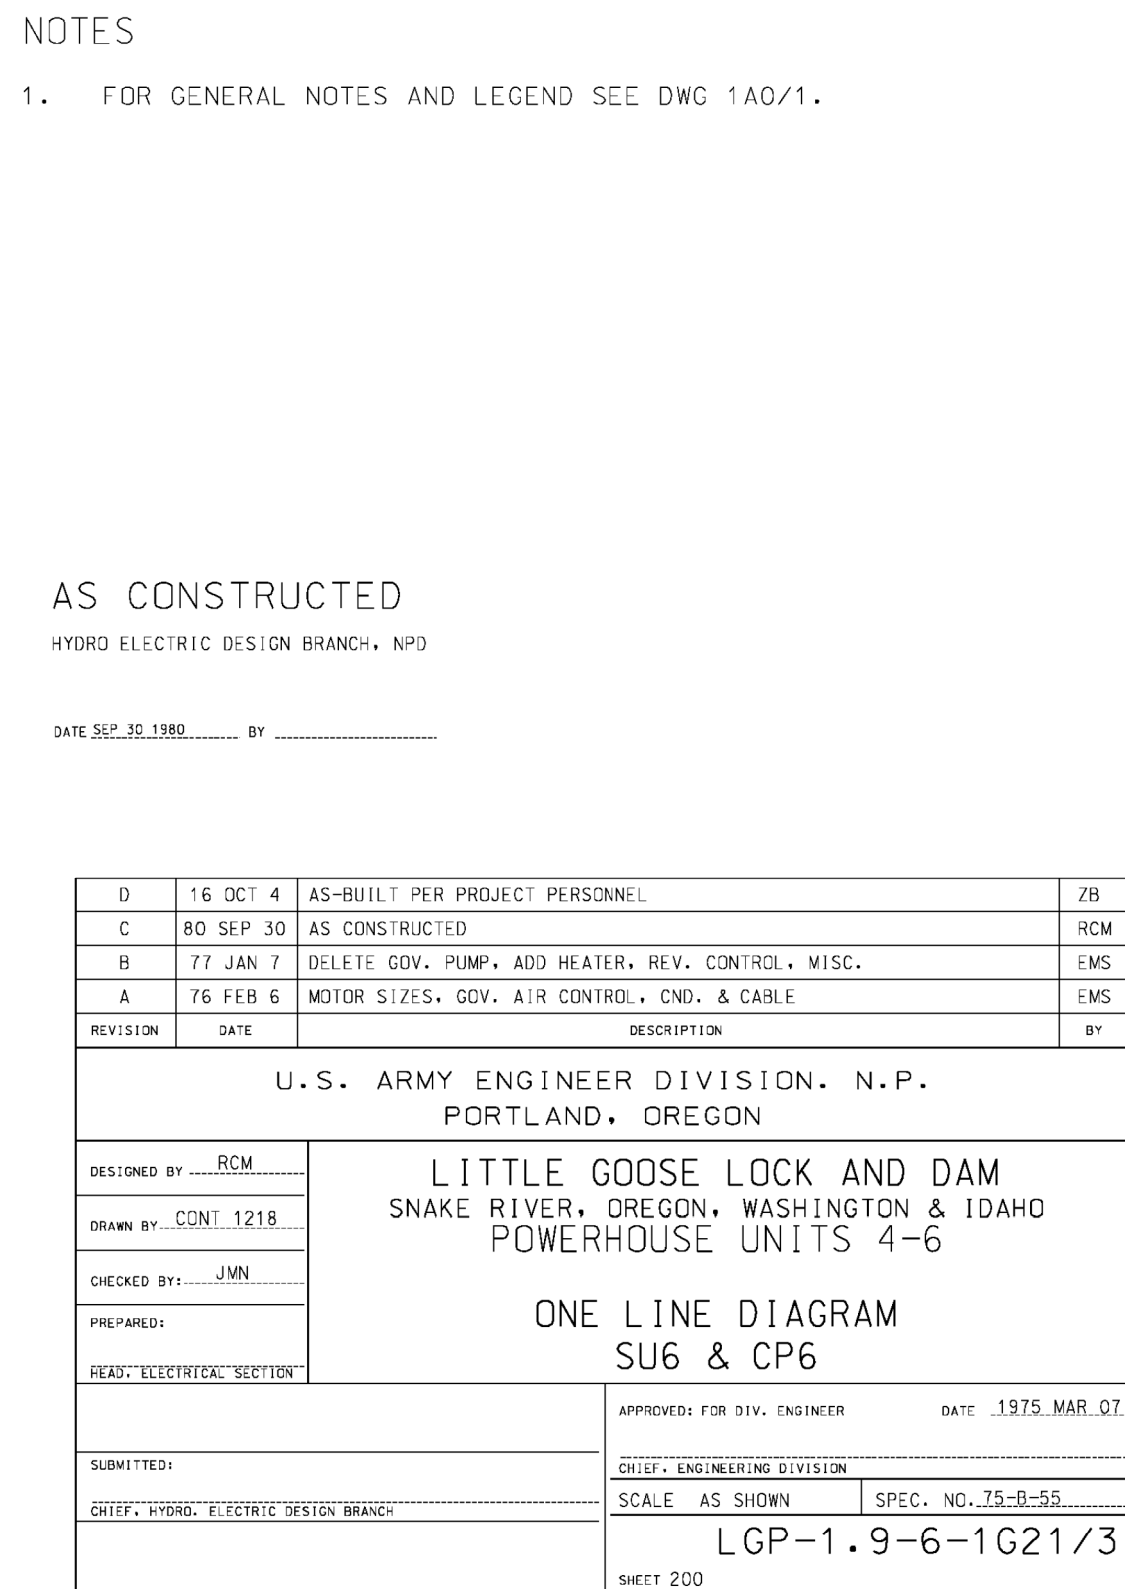 NOTES
1. FOR GENERAL NOTES AND LEGEND SEE DWG 1A0/1.
AS CONSTRUCTED
HYDRO ELECTRIC DESIGN BRANCH, NPD
DATE SEP 30 1980 BY
D 16 OCT 4 AS-BUILT PER PROJECT PERSONNEL ZB
C 80 SEP 30 AS CONSTRUCTED RCM
B 77 JAN 7 DELETE GOV. PUMP, ADD HEATER, REV. CONTROL, MISC. EMS
A 76 FEB 6 MOTOR SIZES, GOV. AIR CONTROL, CND. & CABLE EMS
REVISION DATE DESCRIPTION BY
U.S. ARMY ENGINEER DIVISION. N.P.
PORTLAND, OREGON
DESIGNED BY RCM
DRAWN BY CONT 1218
CHECKED BY: JMN
PREPARED:
HEAD, ELECTRICAL SECTION
LITTLE GOOSE LOCK AND DAM
SNAKE RIVER, OREGON, WASHINGTON & IDAHO
POWERHOUSE UNITS 4-6
ONE LINE DIAGRAM
SU6 & CP6
SUBMITTED:
CHIEF, HYDRO. ELECTRIC DESIGN BRANCH
APPROVED: FOR DIV. ENGINEER DATE 1975 MAR 07
CHIEF, ENGINEERING DIVISION
SCALE AS SHOWN SPEC. NO. 75-B-55
LGP-1.9-6-1G21/3
SHEET 200